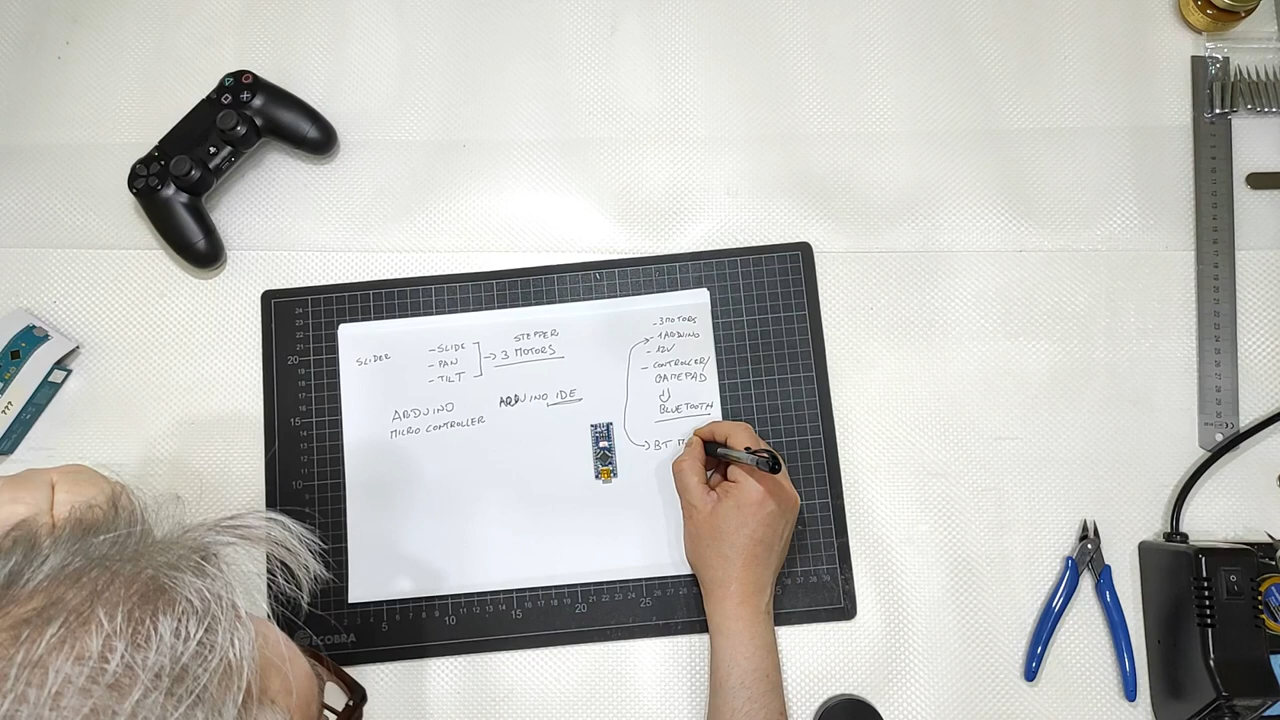 SLIDER
- SLIDE
- PAN
- TILT
STEPPER
3 MOTORS
ARDUINO
MICRO CONTROLLER
ARDUINO IDE
- 3 MOTORS
- 1 ARDUINO
- 12V
- CONTROLLER/
GAMEPAD
BLUETOOTH
BT
???
ECOBRA